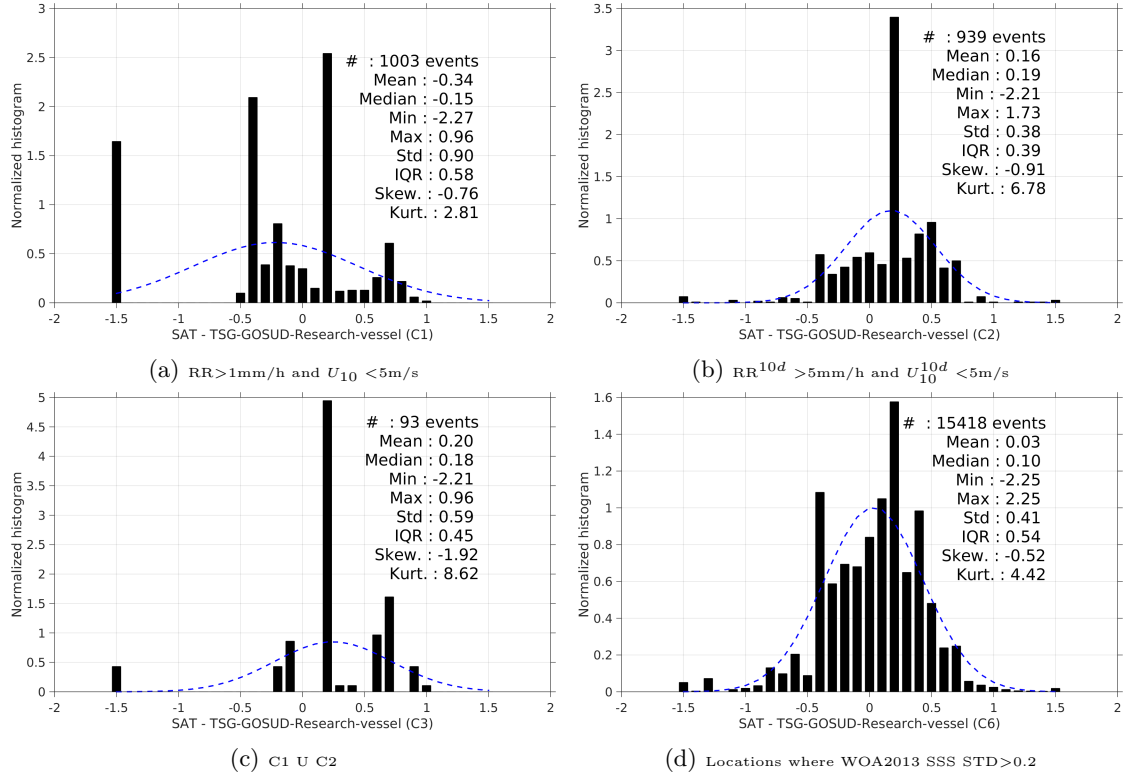 3
2.5
2
1.5
1
0.5
0
-2
-1.5
-1
-0.5
0
0.5
1
1.5
2
Normalized histogram
SAT - TSG-GOSUD-Research-vessel (C1)
# : 1003 events
Mean : -0.34
Median : -0.15
Min : -2.27
Max : 0.96
Std : 0.90
IQR : 0.58
Skew. : -0.76
Kurt. : 2.81
(a) RR>1mm/h and U10 <5m/s
3.5
3
2.5
2
1.5
1
0.5
0
-2
-1.5
-1
-0.5
0
0.5
1
1.5
2
Normalized histogram
SAT - TSG-GOSUD-Research-vessel (C2)
# : 939 events
Mean : 0.16
Median : 0.19
Min : -2.21
Max : 1.73
Std : 0.38
IQR : 0.39
Skew. : -0.91
Kurt. : 6.78
(b) RR10d >5mm/h and U10d10 <5m/s
5
4.5
4
3.5
3
2.5
2
1.5
1
0.5
0
-2
-1.5
-1
-0.5
0
0.5
1
1.5
2
Normalized histogram
SAT - TSG-GOSUD-Research-vessel (C3)
# : 93 events
Mean : 0.20
Median : 0.18
Min : -2.21
Max : 0.96
Std : 0.59
IQR : 0.45
Skew. : -1.92
Kurt. : 8.62
(c) C1 U C2
1.6
1.4
1.2
1
0.8
0.6
0.4
0.2
0
-2
-1.5
-1
-0.5
0
0.5
1
1.5
2
Normalized histogram
SAT - TSG-GOSUD-Research-vessel (C6)
# : 15418 events
Mean : 0.03
Median : 0.10
Min : -2.25
Max : 2.25
Std : 0.41
IQR : 0.54
Skew. : -0.52
Kurt. : 4.42
(d) Locations where WOA2013 SSS STD>0.2